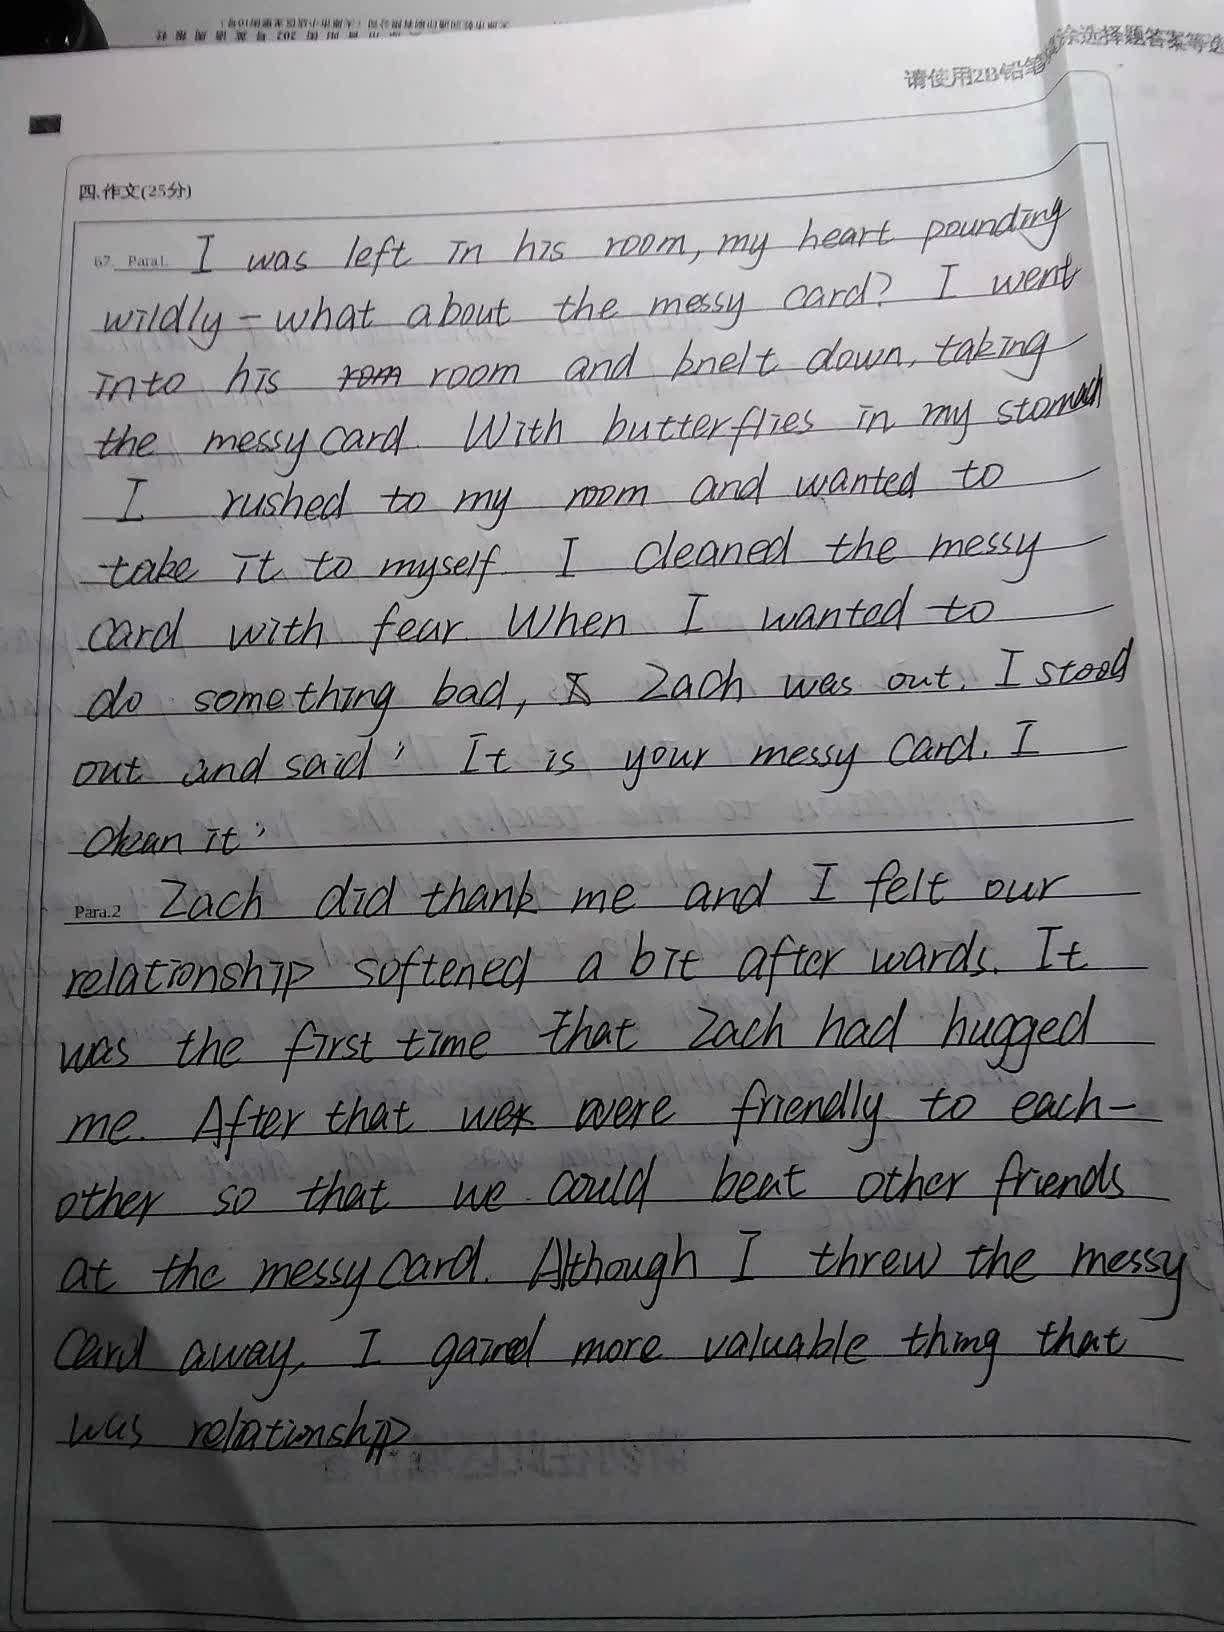 请使用2B铅笔填涂选择题答案等选
四.作文(25分)
67. Para1. I was left in his room, my heart pounding
wildly - what about the messy card? I went
into his room and knelt down, taking
the messy card. With butterflies in my stomach
I rushed to my room and wanted to
take it to myself. I cleaned the messy
card with fear. When I wanted to
do something bad, Zach was out. I stood
out and said' It is your messy card. I
clean it'
Para.2 Zach did thank me and I felt our
relationship softened a bit after wards. It
was the first time that Zach had hugged
me. After that we were friendly to each-
other so that we could beat other friends
at the messy card. Although I threw the messy
card away, I gained more valuable thing that
was relationship